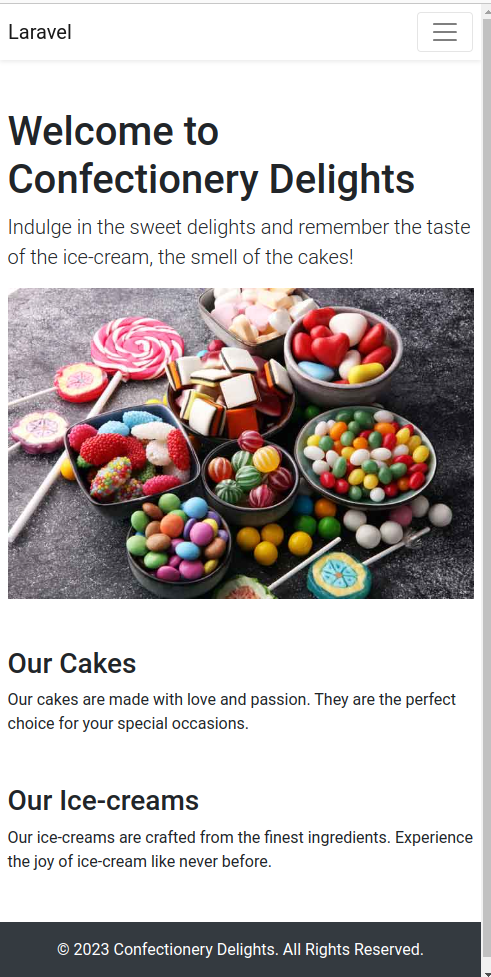 Laravel
Welcome to
Confectionery Delights
Indulge in the sweet delights and remember the taste
of the ice-cream, the smell of the cakes!
Our Cakes
Our cakes are made with love and passion. They are the perfect
choice for your special occasions.
Our Ice-creams
Our ice-creams are crafted from the finest ingredients. Experience
the joy of ice-cream like never before.
© 2023 Confectionery Delights. All Rights Reserved.